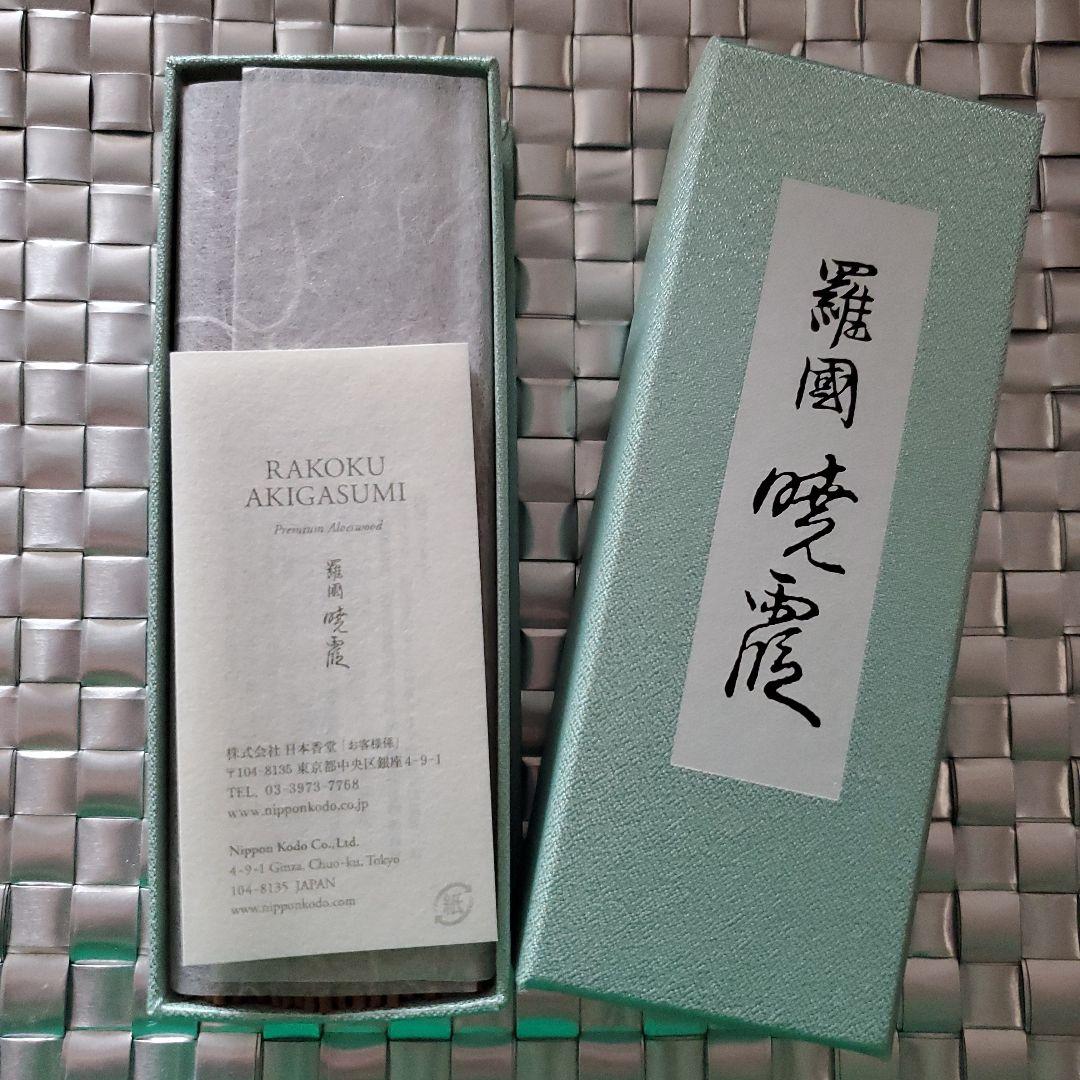 RAKOKU
AKIGASUMI
Premium Aloeswood
羅國 暁霞
株式会社 日本香堂「お客様係」
〒104-8135 東京都中央区銀座4-9-1
TEL. 03-3973-7768
www.nipponkodo.co.jp
Nippon Kodo Co.,Ltd.
4-9-1 Ginza, Chuo-ku, Tokyo
104-8135 JAPAN
www.nipponkodo.com
紙
羅國 暁霞